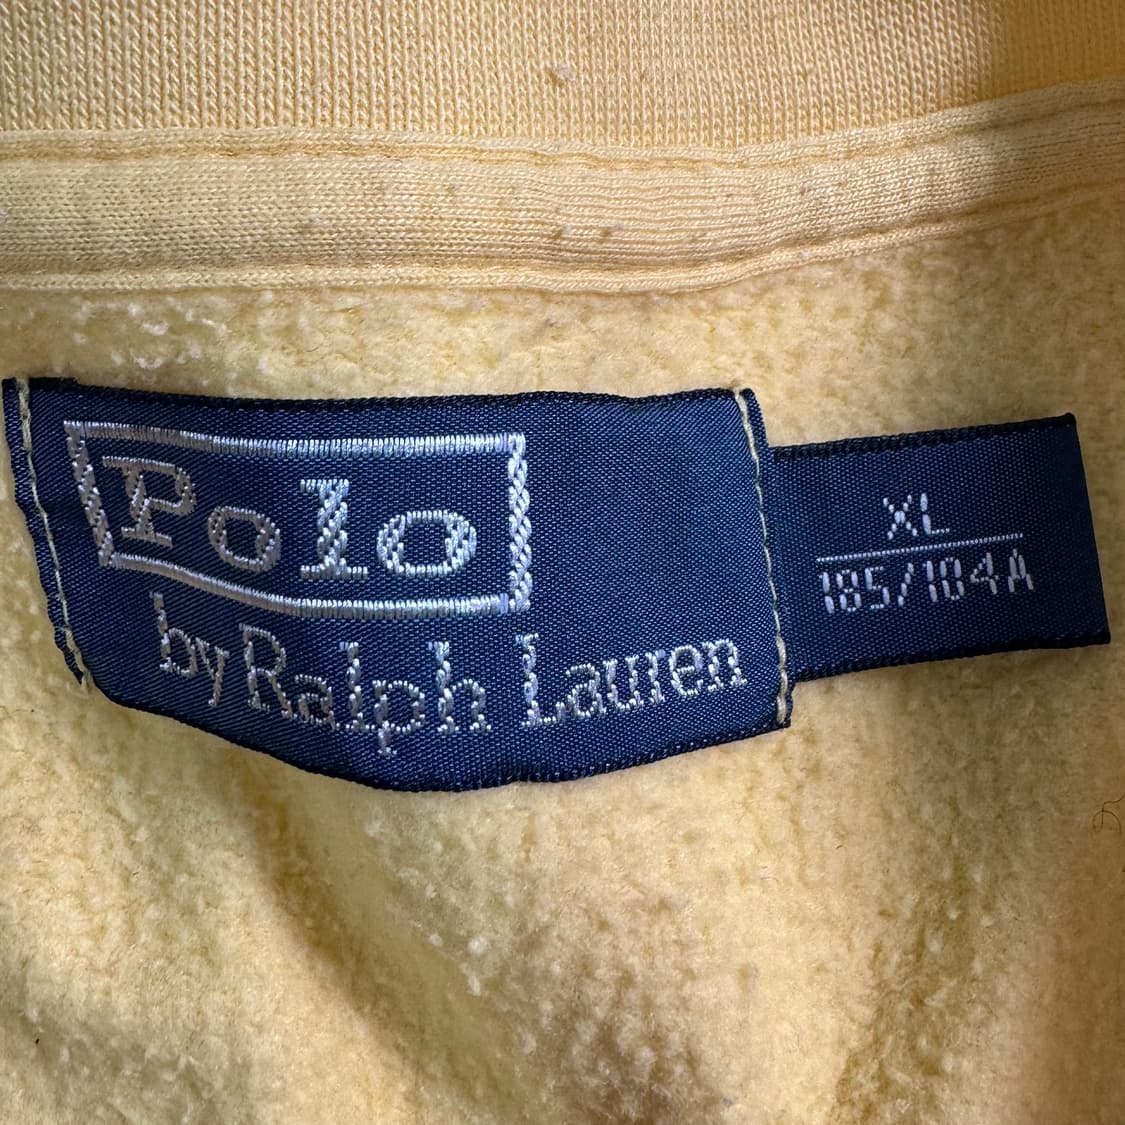 Polo
by Ralph Lauren
XL
185/104A